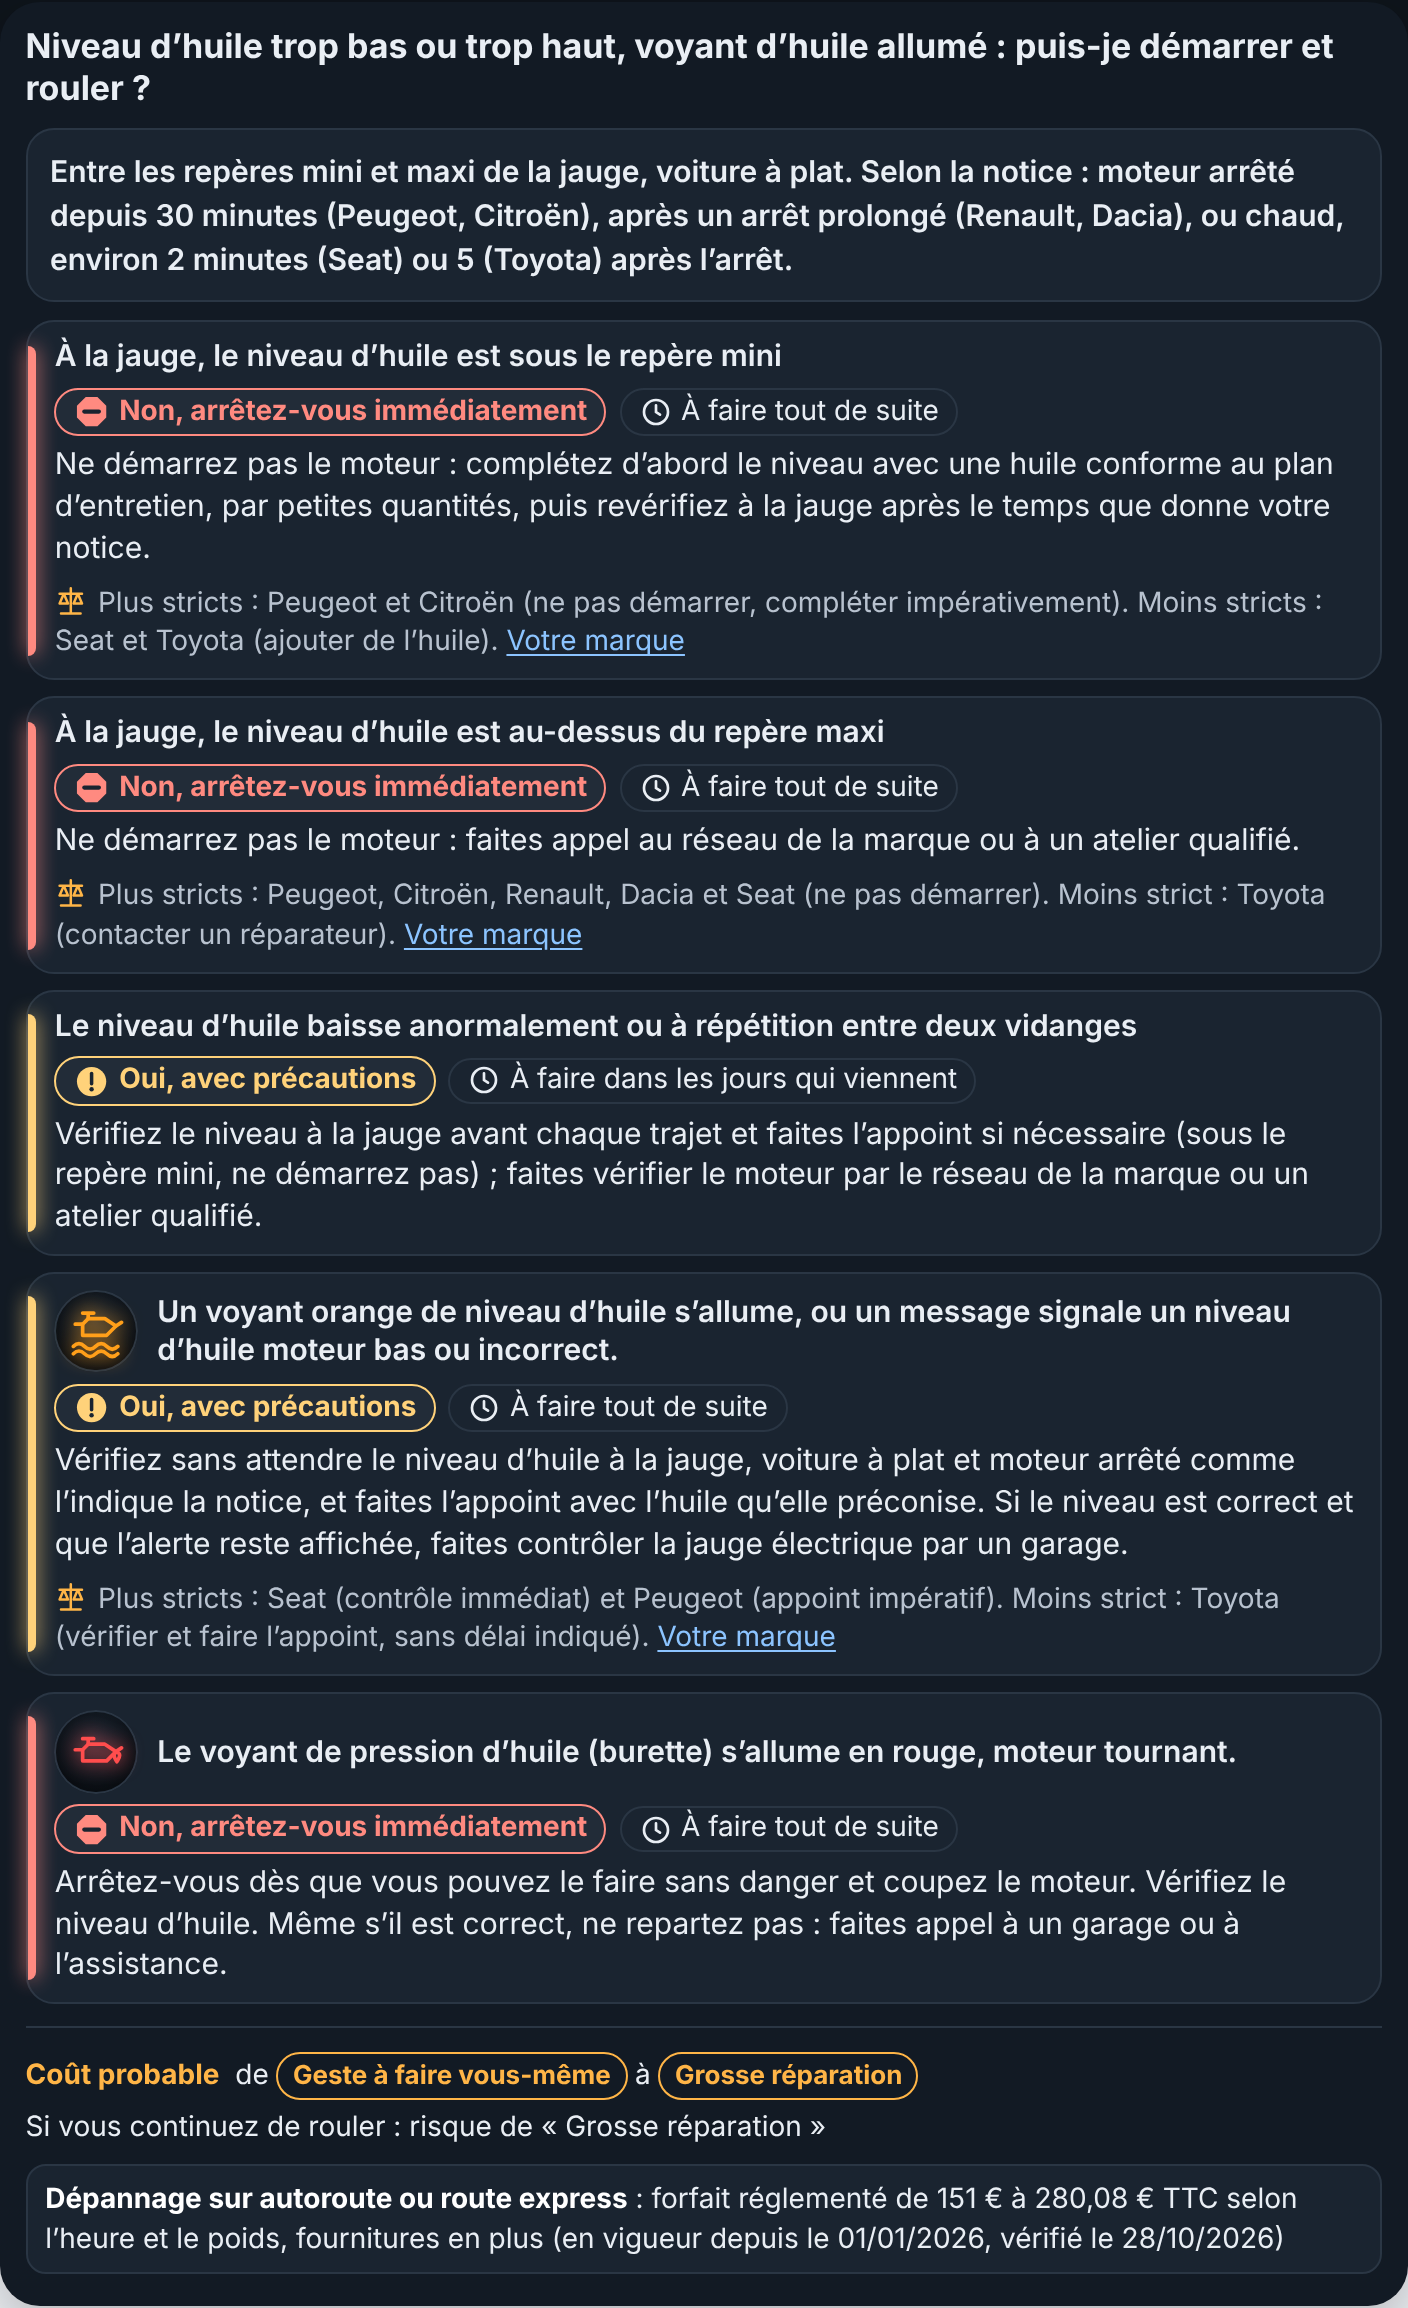 Niveau d’huile trop bas ou trop haut, voyant d’huile allumé : puis-je démarrer et
rouler ?
Entre les repères mini et maxi de la jauge, voiture à plat. Selon la notice : moteur arrêté
depuis 30 minutes (Peugeot, Citroën), après un arrêt prolongé (Renault, Dacia), ou chaud,
environ 2 minutes (Seat) ou 5 (Toyota) après l’arrêt.
À la jauge, le niveau d’huile est sous le repère mini
Non, arrêtez-vous immédiatement À faire tout de suite
Ne démarrez pas le moteur : complétez d’abord le niveau avec une huile conforme au plan
d’entretien, par petites quantités, puis revérifiez à la jauge après le temps que donne votre
notice.
Plus stricts : Peugeot et Citroën (ne pas démarrer, compléter impérativement). Moins stricts :
Seat et Toyota (ajouter de l’huile). Votre marque
À la jauge, le niveau d’huile est au-dessus du repère maxi
Non, arrêtez-vous immédiatement À faire tout de suite
Ne démarrez pas le moteur : faites appel au réseau de la marque ou à un atelier qualifié.
Plus stricts : Peugeot, Citroën, Renault, Dacia et Seat (ne pas démarrer). Moins strict : Toyota
(contacter un réparateur). Votre marque
Le niveau d’huile baisse anormalement ou à répétition entre deux vidanges
Oui, avec précautions À faire dans les jours qui viennent
Vérifiez le niveau à la jauge avant chaque trajet et faites l’appoint si nécessaire (sous le
repère mini, ne démarrez pas) ; faites vérifier le moteur par le réseau de la marque ou un
atelier qualifié.
Un voyant orange de niveau d’huile s’allume, ou un message signale un niveau
d’huile moteur bas ou incorrect.
Oui, avec précautions À faire tout de suite
Vérifiez sans attendre le niveau d’huile à la jauge, voiture à plat et moteur arrêté comme
l’indique la notice, et faites l’appoint avec l’huile qu’elle préconise. Si le niveau est correct et
que l’alerte reste affichée, faites contrôler la jauge électrique par un garage.
Plus stricts : Seat (contrôle immédiat) et Peugeot (appoint impératif). Moins strict : Toyota
(vérifier et faire l’appoint, sans délai indiqué). Votre marque
Le voyant de pression d’huile (burette) s’allume en rouge, moteur tournant.
Non, arrêtez-vous immédiatement À faire tout de suite
Arrêtez-vous dès que vous pouvez le faire sans danger et coupez le moteur. Vérifiez le
niveau d’huile. Même s’il est correct, ne repartez pas : faites appel à un garage ou à
l’assistance.
Coût probable de Geste à faire vous-même à Grosse réparation
Si vous continuez de rouler : risque de « Grosse réparation »
Dépannage sur autoroute ou route express : forfait réglementé de 151 € à 280,08 € TTC selon
l’heure et le poids, fournitures en plus (en vigueur depuis le 01/01/2026, vérifié le 28/10/2026)